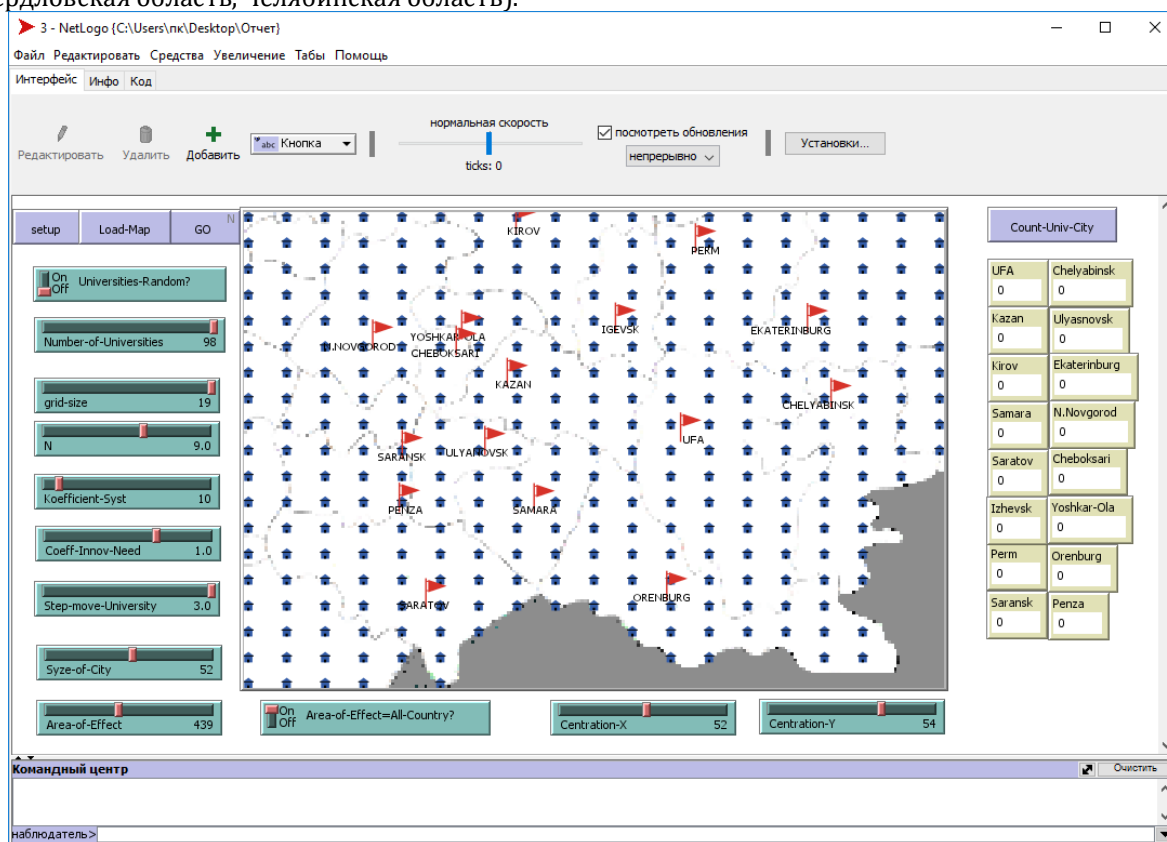 рдловская область, Челябинская область).
3 - NetLogo {C:\Users\пк\Desktop\Отчет}
Файл Редактировать Средства Увеличение Табы Помощь
Интерфейс Инфо Код
Редактировать Удалить Добавить
abc Кнопка
нормальная скорость
ticks: 0
посмотреть обновления
непрерывно
Установки...
setup Load-Map GO N
On Off Universities-Random?
Number-of-Universities 98
grid-size 19
N 9.0
Koefficient-Syst 10
Coeff-Innov-Need 1.0
Step-move-University 3.0
Syze-of-City 52
Area-of-Effect 439
KIROV
PERM
IGEVSK
EKATERINBURG
N.NOVGOROD
YOSHKAR-OLA
CHEBOKSARI
KAZAN
CHELYABINSK
UFA
SARANSK
ULYANOVSK
PENZA
SAMARA
SARATOV
ORENBURG
On Off Area-of-Effect=All-Country?
Centration-X 52
Centration-Y 54
Count-Univ-City
UFA Chelyabinsk
0 0
Kazan Ulyasnovsk
0 0
Kirov Ekaterinburg
0 0
Samara N.Novgorod
0 0
Saratov Cheboksari
0 0
Izhevsk Yoshkar-Ola
0 0
Perm Orenburg
0 0
Saransk Penza
0 0
Командный центр
Очистить
наблюдатель>